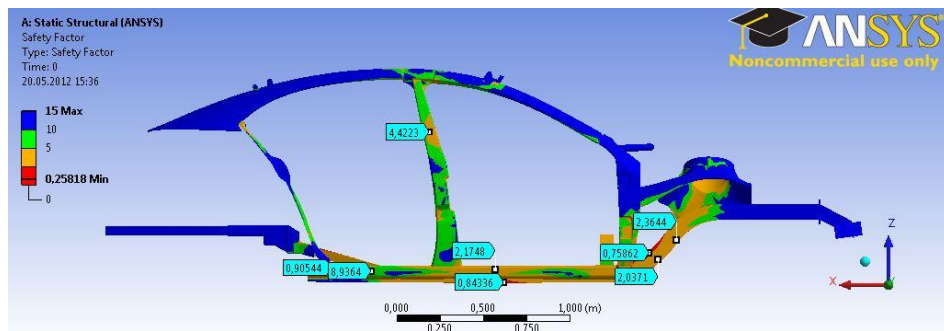 A: Static Structural (ANSYS)
Safety Factor
Type: Safety Factor
Time: 0
20.05.2012 15:36
15 Max
10
5
0,25818 Min
0
ANSYS
Noncommercial use only
4,4223
2,3644
2,1748
0,75862
0,90544
8,9364
2,0371
0,84336
Z
X
0,000
0,500
1,000 (m)
0,250
0,750